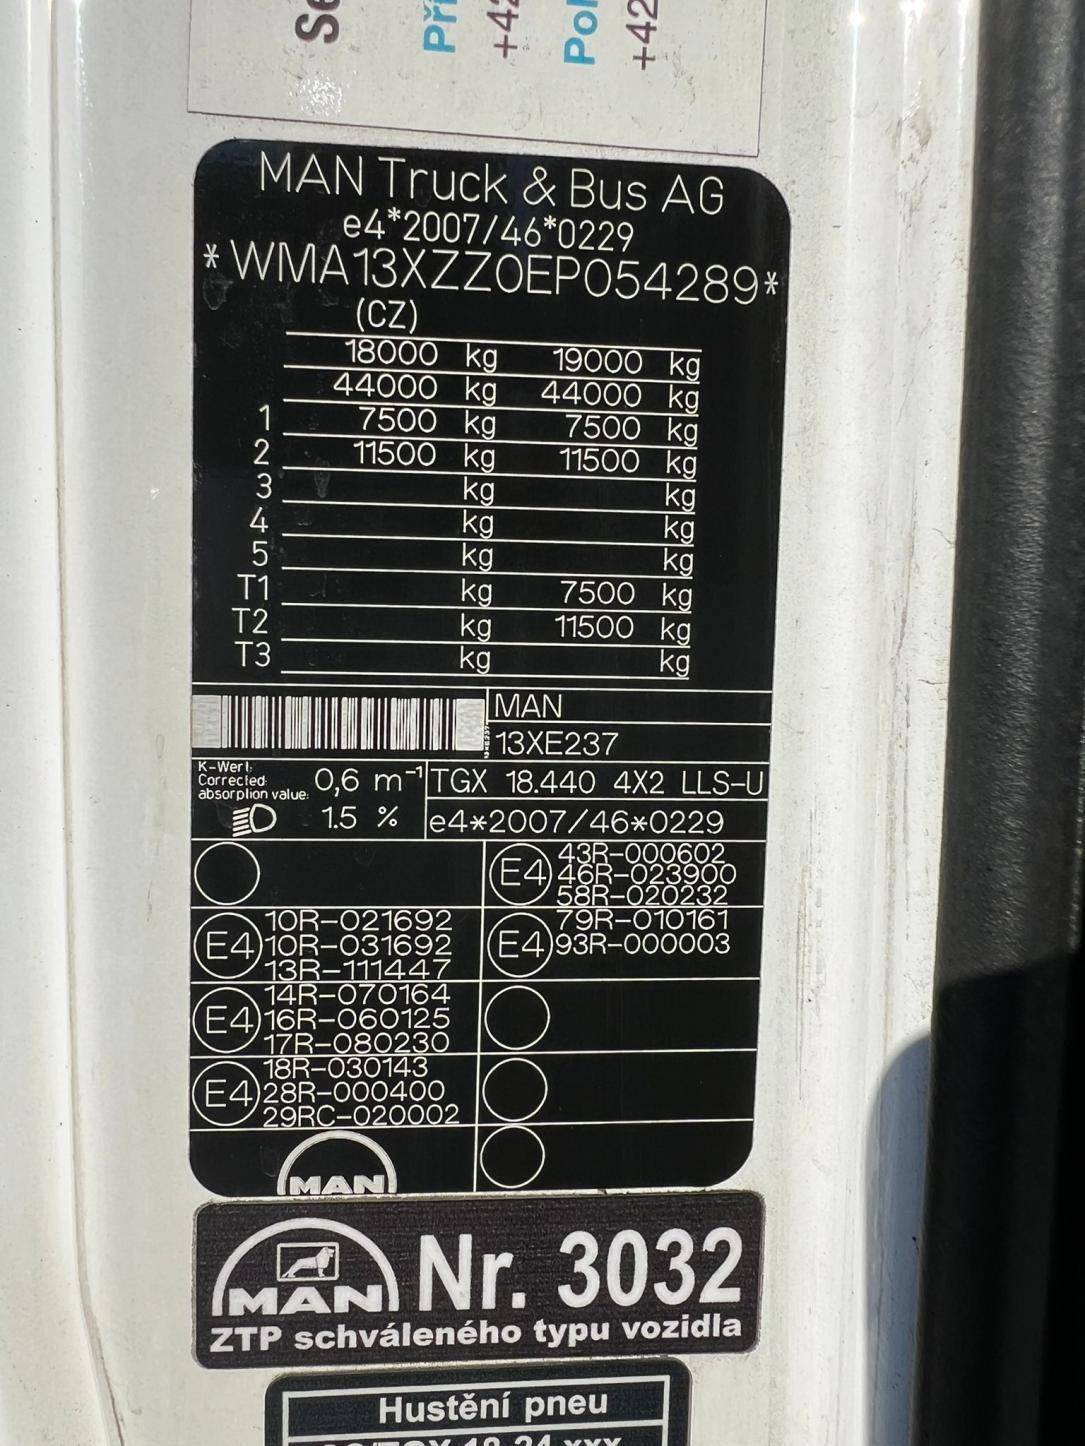 MAN Truck & Bus AG
e4*2007/46*0229
*WMA13XZZ0EP054289*
(CZ)
18000 kg 19000 kg
44000 kg 44000 kg
1 7500 kg 7500 kg
2 11500 kg 11500 kg
3 kg kg
4 kg kg
5 kg kg
T1 kg 7500 kg
T2 kg 11500 kg
T3 kg kg
MAN
13XE237
K-Wert:
Corrected
absorption value: 0,6 m⁻¹
1.5 %
TGX 18.440 4X2 LLS-U
e4*2007/46*0229
E4
43R-000602
46R-023900
58R-020232
E4
10R-021692
10R-031692
13R-111447
E4
79R-010161
93R-000003
E4
14R-070164
16R-060125
17R-080230
E4
18R-030143
28R-000400
29RC-020002
MAN
MAN Nr. 3032
ZTP schváleného typu vozidla
Hustění pneu